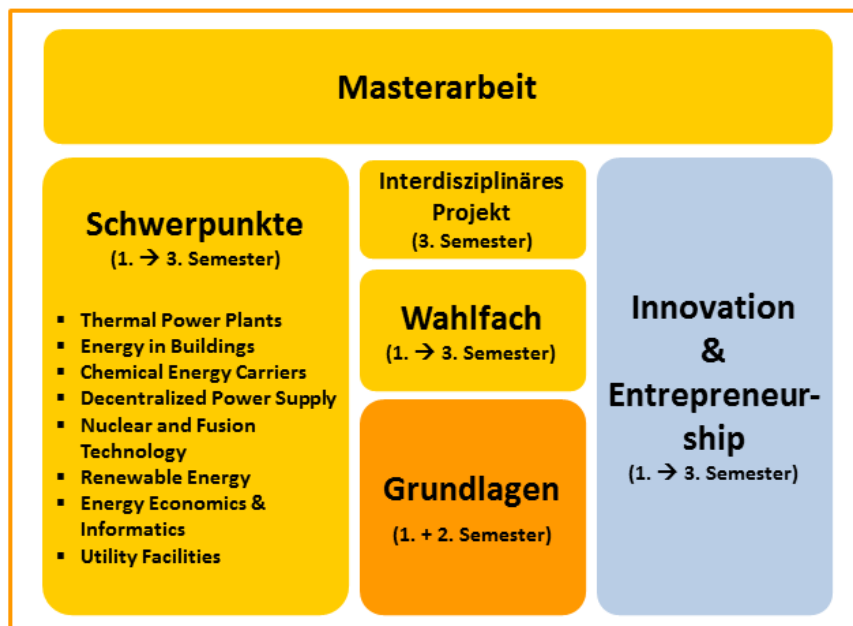 Masterarbeit
Schwerpunkte
(1. → 3. Semester)
▪ Thermal Power Plants
▪ Energy in Buildings
▪ Chemical Energy Carriers
▪ Decentralized Power Supply
▪ Nuclear and Fusion
Technology
▪ Renewable Energy
▪ Energy Economics &
Informatics
▪ Utility Facilities
Interdisziplinäres
Projekt
(3. Semester)
Wahlfach
(1. → 3. Semester)
Grundlagen
(1. + 2. Semester)
Innovation
&
Entrepreneur-
ship
(1. → 3. Semester)